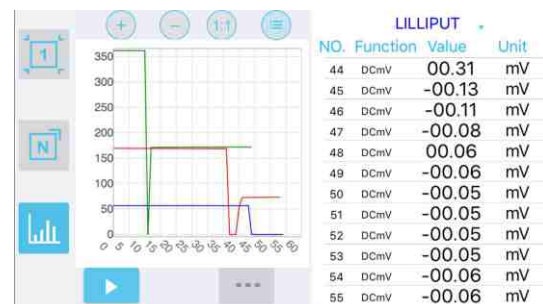 1
N
+
−
1:1
350
300
250
200
150
100
50
0
0 5 10 15 20 25 30 35 40 45 50 55 60
LILLIPUT
NO. Function Value Unit
44 DCmV 00.31 mV
45 DCmV -00.13 mV
46 DCmV -00.11 mV
47 DCmV -00.08 mV
48 DCmV 00.06 mV
49 DCmV -00.06 mV
50 DCmV -00.05 mV
51 DCmV -00.05 mV
52 DCmV -00.05 mV
53 DCmV -00.05 mV
54 DCmV -00.06 mV
55 DCmV -00.06 mV